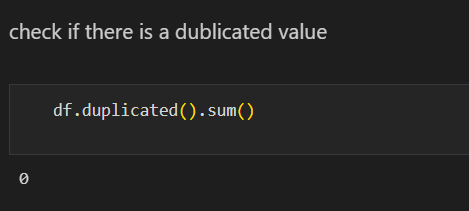 check if there is a dublicated value
df.duplicated().sum()
0